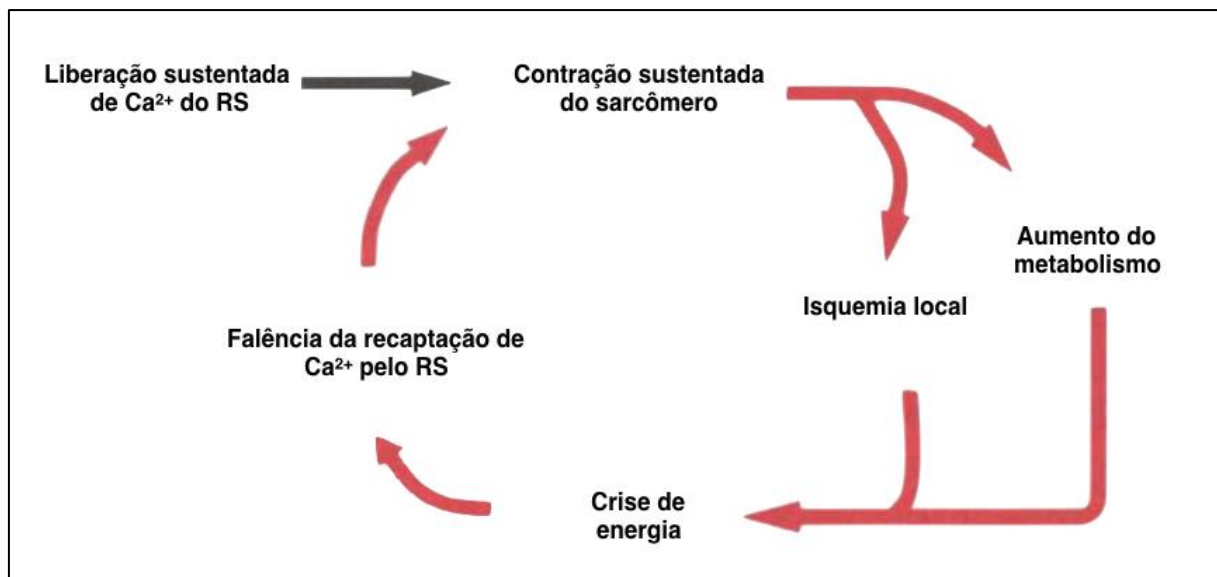 Liberação sustentada
de Ca²⁺ do RS
Contração sustentada
do sarcômero
Aumento do
metabolismo
Isquemia local
Falência da recaptação de
Ca²⁺ pelo RS
Crise de
energia